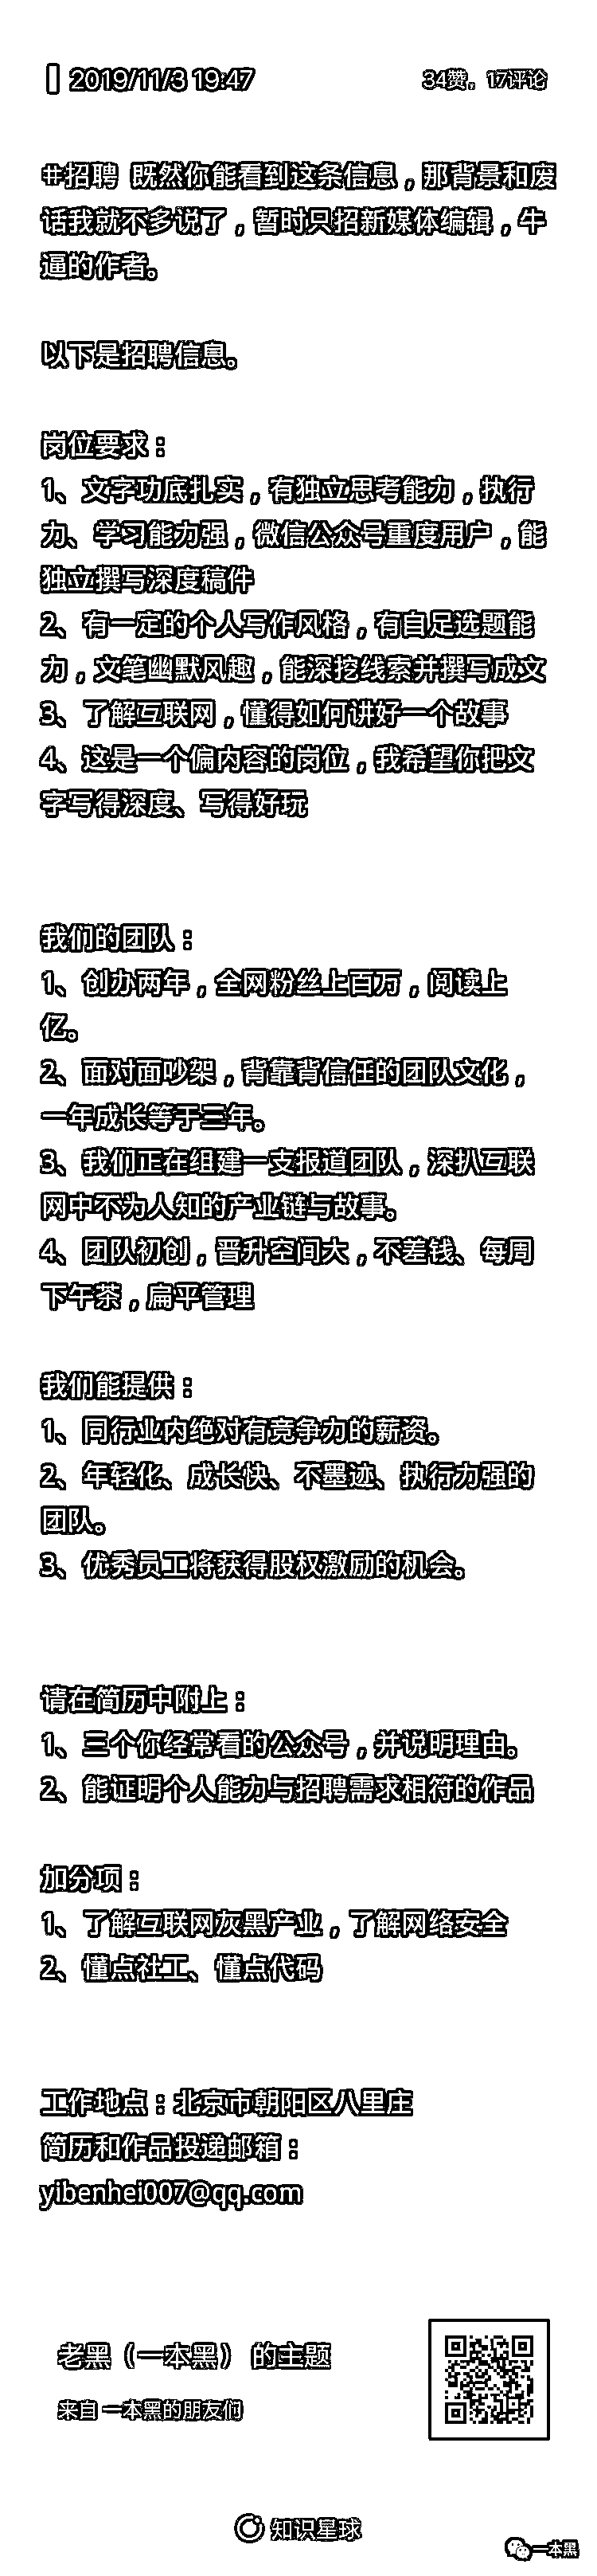 2019/11/3 19:47
34赞，17评论
#招聘 既然你能看到这条信息，那背景和废
话我就不多说了，暂时只招新媒体编辑，牛
逼的作者。
以下是招聘信息。
岗位要求：
1、文字功底扎实，有独立思考能力，执行
力、学习能力强，微信公众号重度用户，能
独立撰写深度稿件
2、有一定的个人写作风格，有自足选题能
力，文笔幽默风趣，能深挖线索并撰写成文
3、了解互联网，懂得如何讲好一个故事
4、这是一个偏内容的岗位，我希望你把文
字写得深度、写得好玩
我们的团队：
1、创办两年，全网粉丝上百万，阅读上
亿。
2、面对面吵架，背靠背信任的团队文化，
一年成长等于三年。
3、我们正在组建一支报道团队，深扒互联
网中不为人知的产业链与故事。
4、团队初创，晋升空间大，不差钱、每周
下午茶，扁平管理
我们能提供：
1、同行业内绝对有竞争力的薪资。
2、年轻化、成长快、不墨迹、执行力强的
团队。
3、优秀员工将获得股权激励的机会。
请在简历中附上：
1、三个你经常看的公众号，并说明理由。
2、能证明个人能力与招聘需求相符的作品
加分项：
1、了解互联网灰黑产业，了解网络安全
2、懂点社工、懂点代码
工作地点：北京市朝阳区八里庄
简历和作品投递邮箱：
yibenhei007@qq.com
老黑（一本黑） 的主题
来自 一本黑的朋友们
知识星球
一本黑